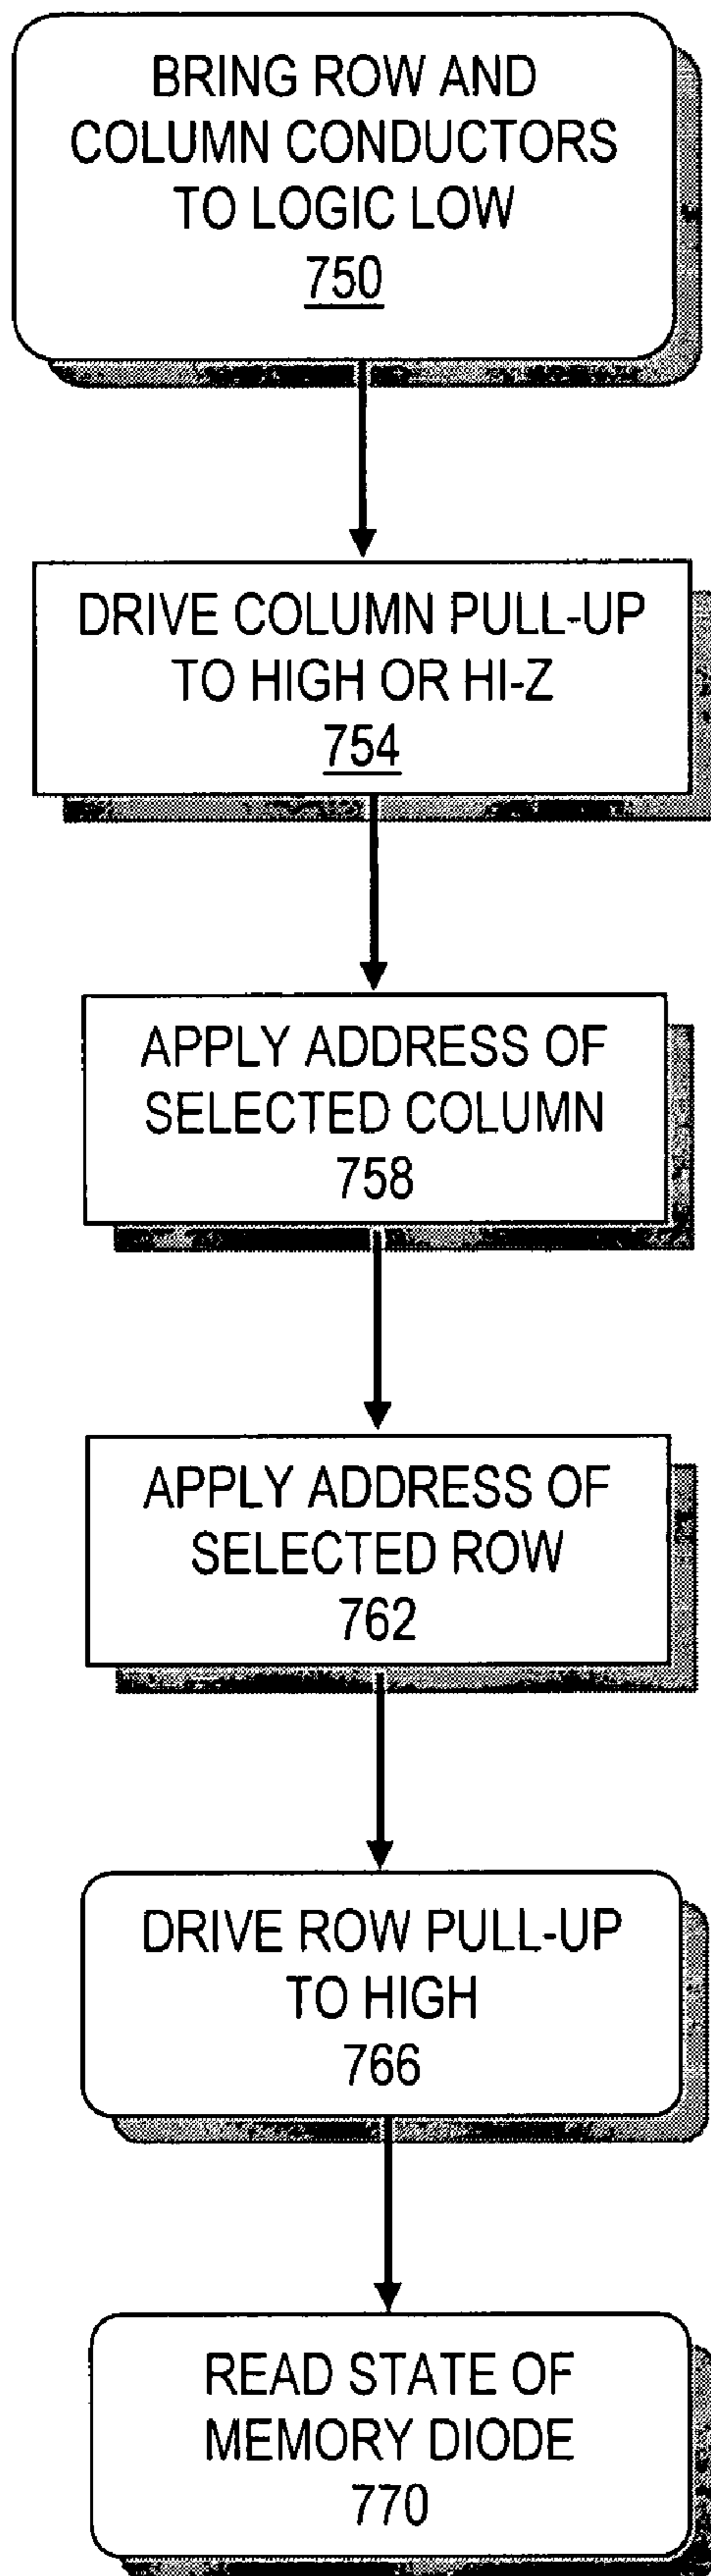 BRING ROW AND
COLUMN CONDUCTORS
TO LOGIC LOW
750
DRIVE COLUMN PULL-UP
TO HIGH OR HI-Z
754
APPLY ADDRESS OF
SELECTED COLUMN
758
APPLY ADDRESS OF
SELECTED ROW
762
DRIVE ROW PULL-UP
TO HIGH
766
READ STATE OF
MEMORY DIODE
770